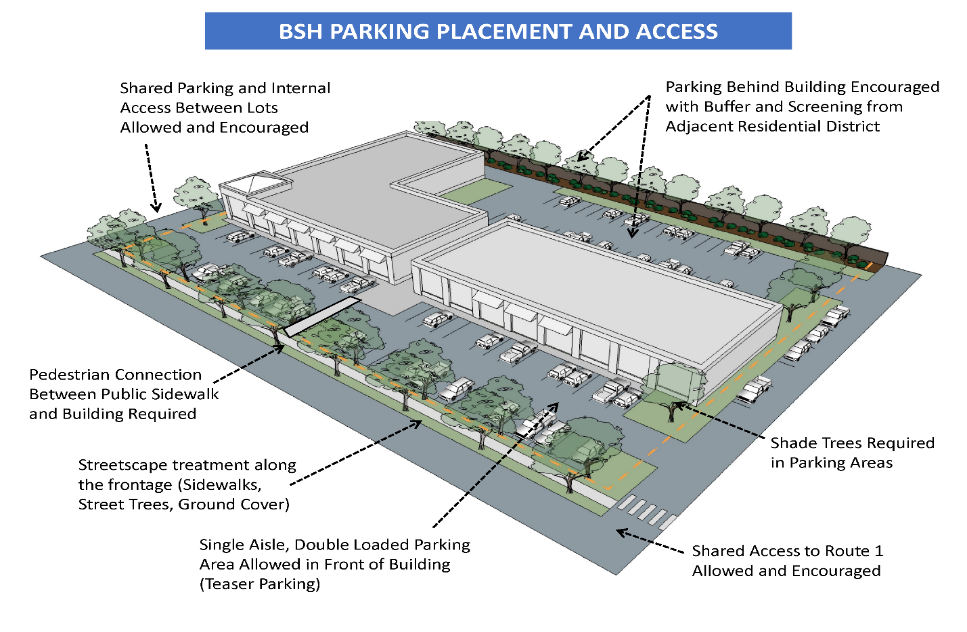 BSH PARKING PLACEMENT AND ACCESS
Shared Parking and Internal
Access Between Lots
Allowed and Encouraged
Parking Behind Building Encouraged
with Buffer and Screening from
Adjacent Residential District
Pedestrian Connection
Between Public Sidewalk
and Building Required
Streetscape treatment along
the frontage (Sidewalks,
Street Trees, Ground Cover)
Single Aisle, Double Loaded Parking
Area Allowed in Front of Building
(Teaser Parking)
Shade Trees Required
in Parking Areas
Shared Access to Route 1
Allowed and Encouraged